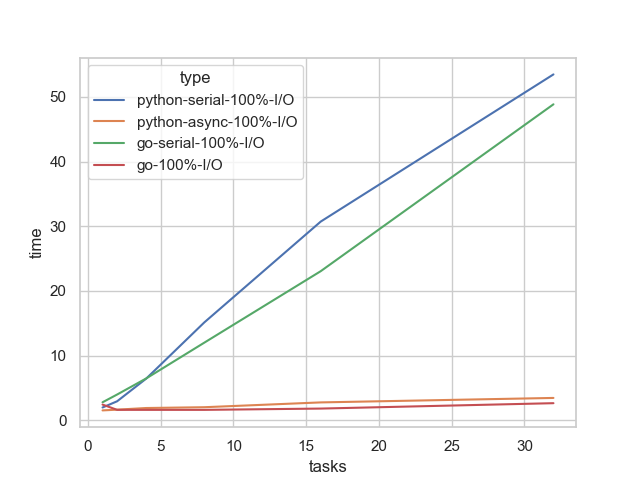 type
python-serial-100%-I/O
python-async-100%-I/O
go-serial-100%-I/O
go-100%-I/O
50
40
30
20
10
0
time
0 5 10 15 20 25 30
tasks